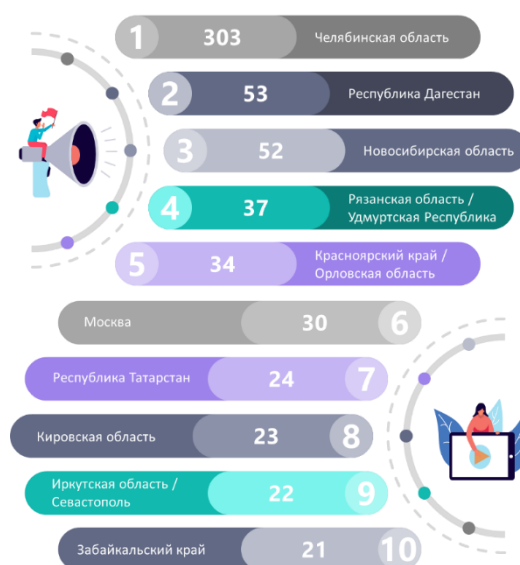 1 303 Челябинская область
2 53 Республика Дагестан
3 52 Новосибирская область
4 37 Рязанская область /
Удмуртская Республика
5 34 Красноярский край /
Орловская область
Москва 30 6
Республика Татарстан 24 7
Кировская область 23 8
Иркутская область /
Севастополь 22 9
Забайкальский край 21 10